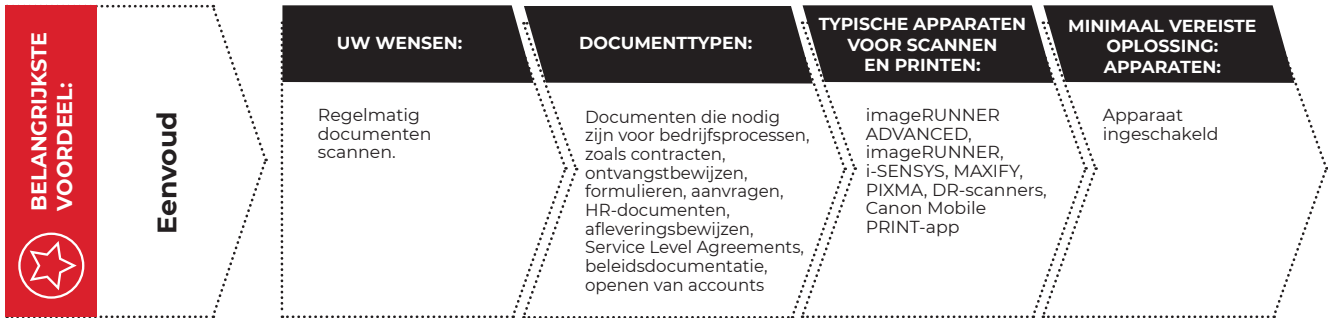 BELANGRIJKSTE
VOORDEEL:
Eenvoud
UW WENSEN:
Regelmatig
documenten
scannen.
DOCUMENTTYPEN:
Documenten die nodig
zijn voor bedrijfsprocessen,
zoals contracten,
ontvangstbewijzen,
formulieren, aanvragen,
HR-documenten,
afleveringsbewijzen,
Service Level Agreements,
beleidsdocumentatie,
openen van accounts
TYPISCHE APPARATEN
VOOR SCANNEN
EN PRINTEN:
imageRUNNER
ADVANCED,
imageRUNNER,
i-SENSYS, MAXIFY,
PIXMA, DR-scanners,
Canon Mobile
PRINT-app
MINIMAAL VEREISTE
OPLOSSING:
APPARATEN:
Apparaat
ingeschakeld